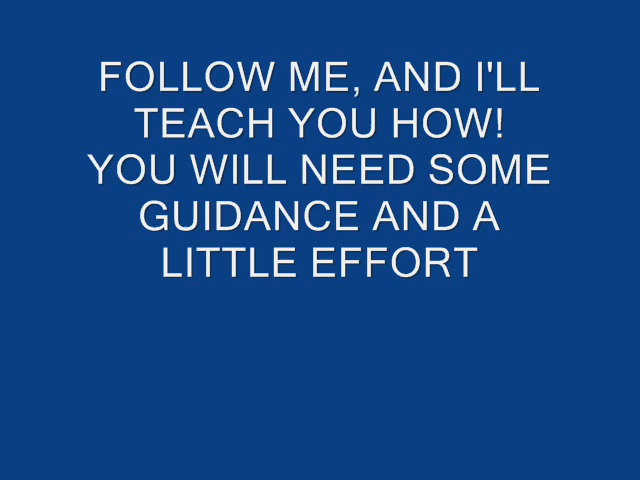 FOLLOW ME, AND I'LL
TEACH YOU HOW!
YOU WILL NEED SOME
GUIDANCE AND A
LITTLE EFFORT